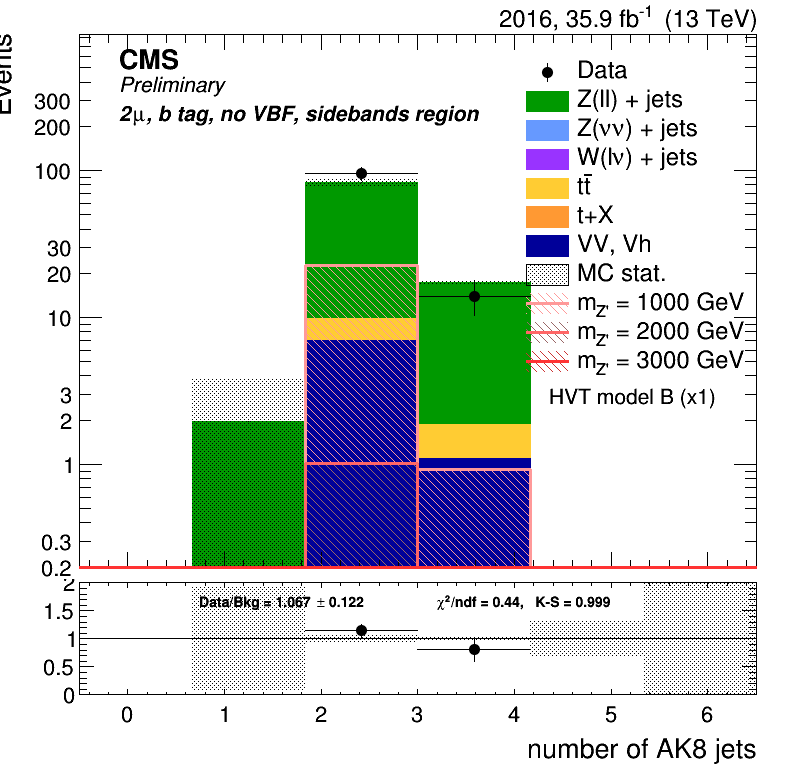 2016, 35.9 fb⁻¹ (13 TeV)
Events
CMS
Preliminary
2μ, b tag, no VBF, sidebands region
Data
Z(ll) + jets
Z(νν) + jets
W(lν) + jets
tt̄
t+X
VV, Vh
MC stat.
m_Z' = 1000 GeV
m_Z' = 2000 GeV
m_Z' = 3000 GeV
HVT model B (x1)
300
200
100
30
20
10
3
2
1
0.3
0.2
2
1.5
1
0.5
0
Data/Bkg = 1.067 ± 0.122
χ²/ndf = 0.44, K-S = 0.999
0 1 2 3 4 5 6
number of AK8 jets